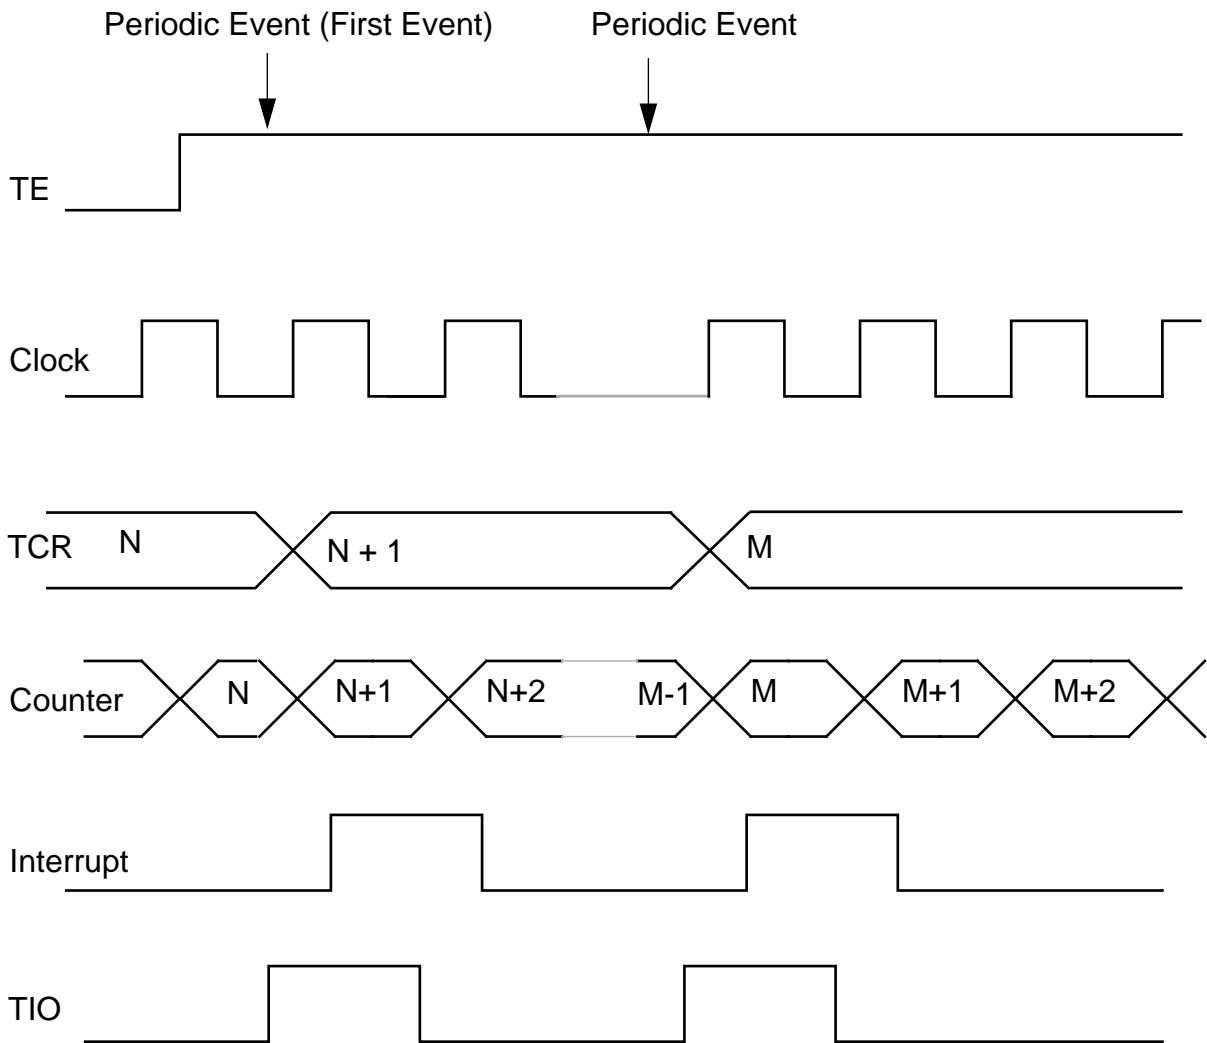 Periodic Event (First Event) Periodic Event
TE
Clock
TCR N N + 1 M
Counter N N+1 N+2 M-1 M M+1 M+2
Interrupt
TIO